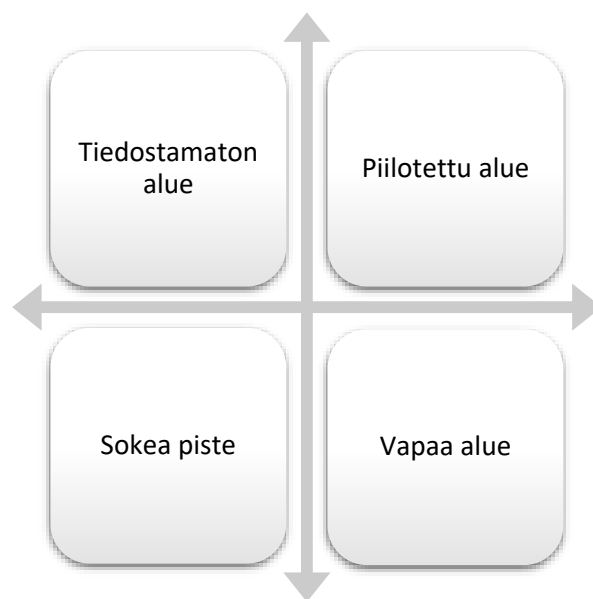 Tiedostamaton
alue
Piilotettu alue
Sokea piste
Vapaa alue